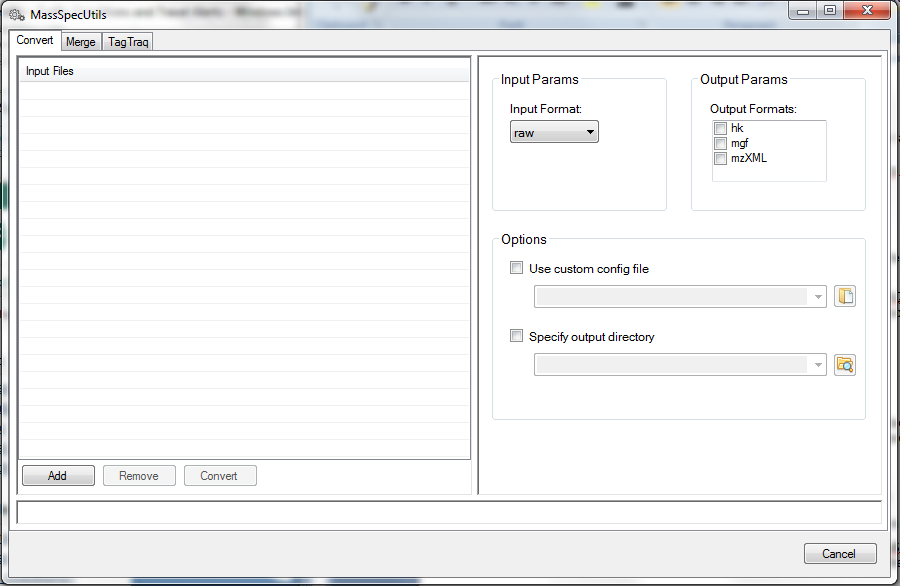 MassSpecUtils
Convert
Merge
TagTraq
Input Files
Input Params
Input Format:
raw
Output Params
Output Formats:
hk
mgf
mzXML
Options
Use custom config file
Specify output directory
Add
Remove
Convert
Cancel